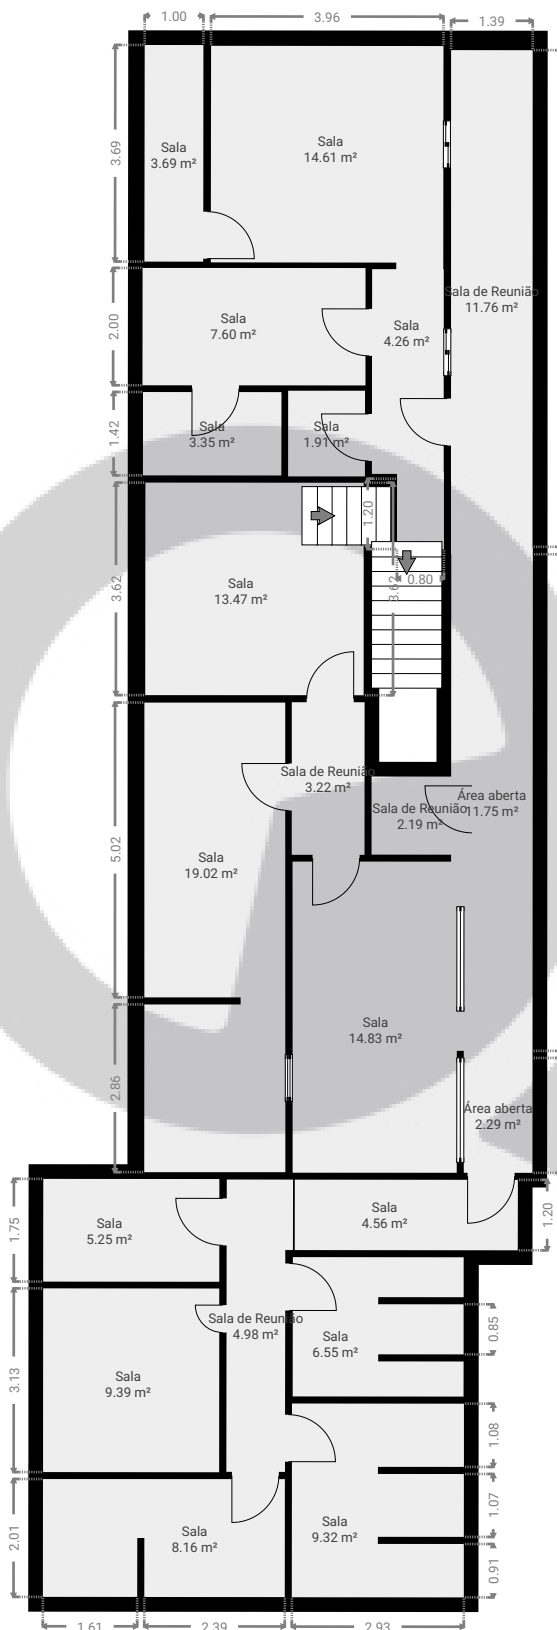 1.00
3.96
1.39
3.69
Sala
3.69 m²
Sala
14.61 m²
Sala de Reunião
11.76 m²
2.00
Sala
7.60 m²
Sala
4.26 m²
1.42
Sala
3.35 m²
Sala
1.91 m²
1.20
3.62
3.62
0.80
Sala
13.47 m²
Sala de Reunião
3.22 m²
Sala de Reunião
2.19 m²
Área aberta
11.75 m²
5.02
Sala
19.02 m²
Sala
14.83 m²
2.86
Área aberta
2.29 m²
1.75
Sala
5.25 m²
Sala
4.56 m²
1.20
Sala de Reunião
4.98 m²
Sala
6.55 m²
0.85
3.13
Sala
9.39 m²
1.08
1.07
2.01
Sala
8.16 m²
Sala
9.32 m²
0.91
1.61
2.39
2.93